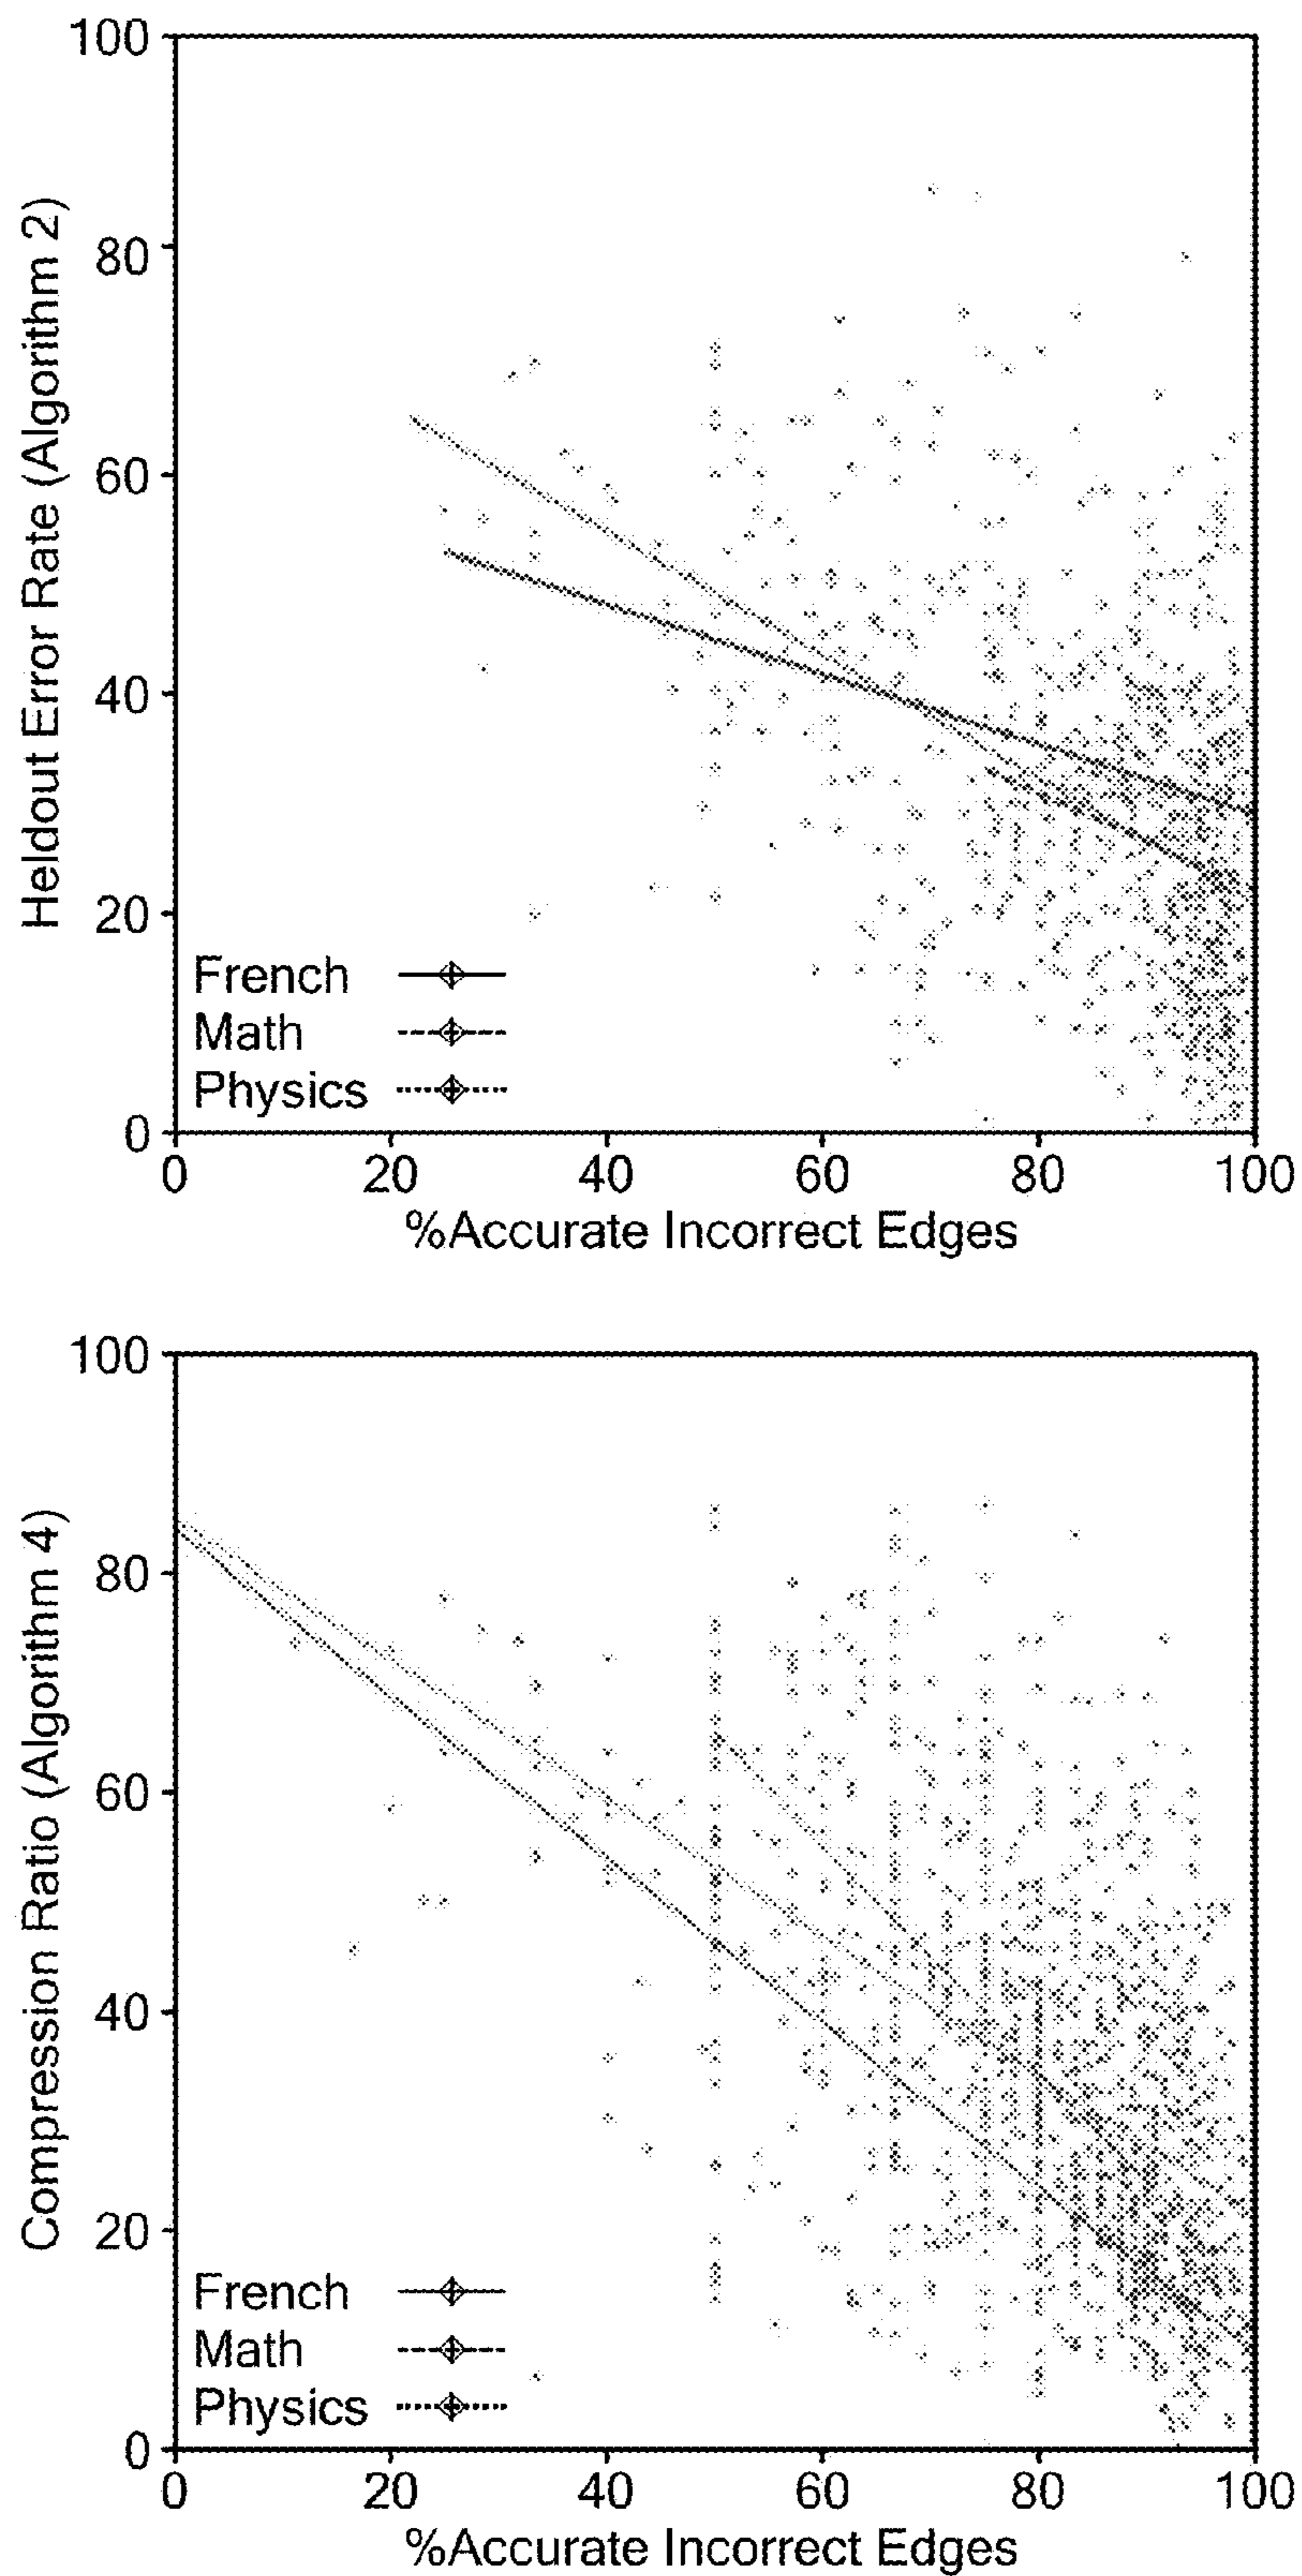 Heldout Error Rate (Algorithm 2)
100
80
60
40
20
0
French
Math
Physics
0 20 40 60 80 100
%Accurate Incorrect Edges
Compression Ratio (Algorithm 4)
100
80
60
40
20
0
French
Math
Physics
0 20 40 60 80 100
%Accurate Incorrect Edges